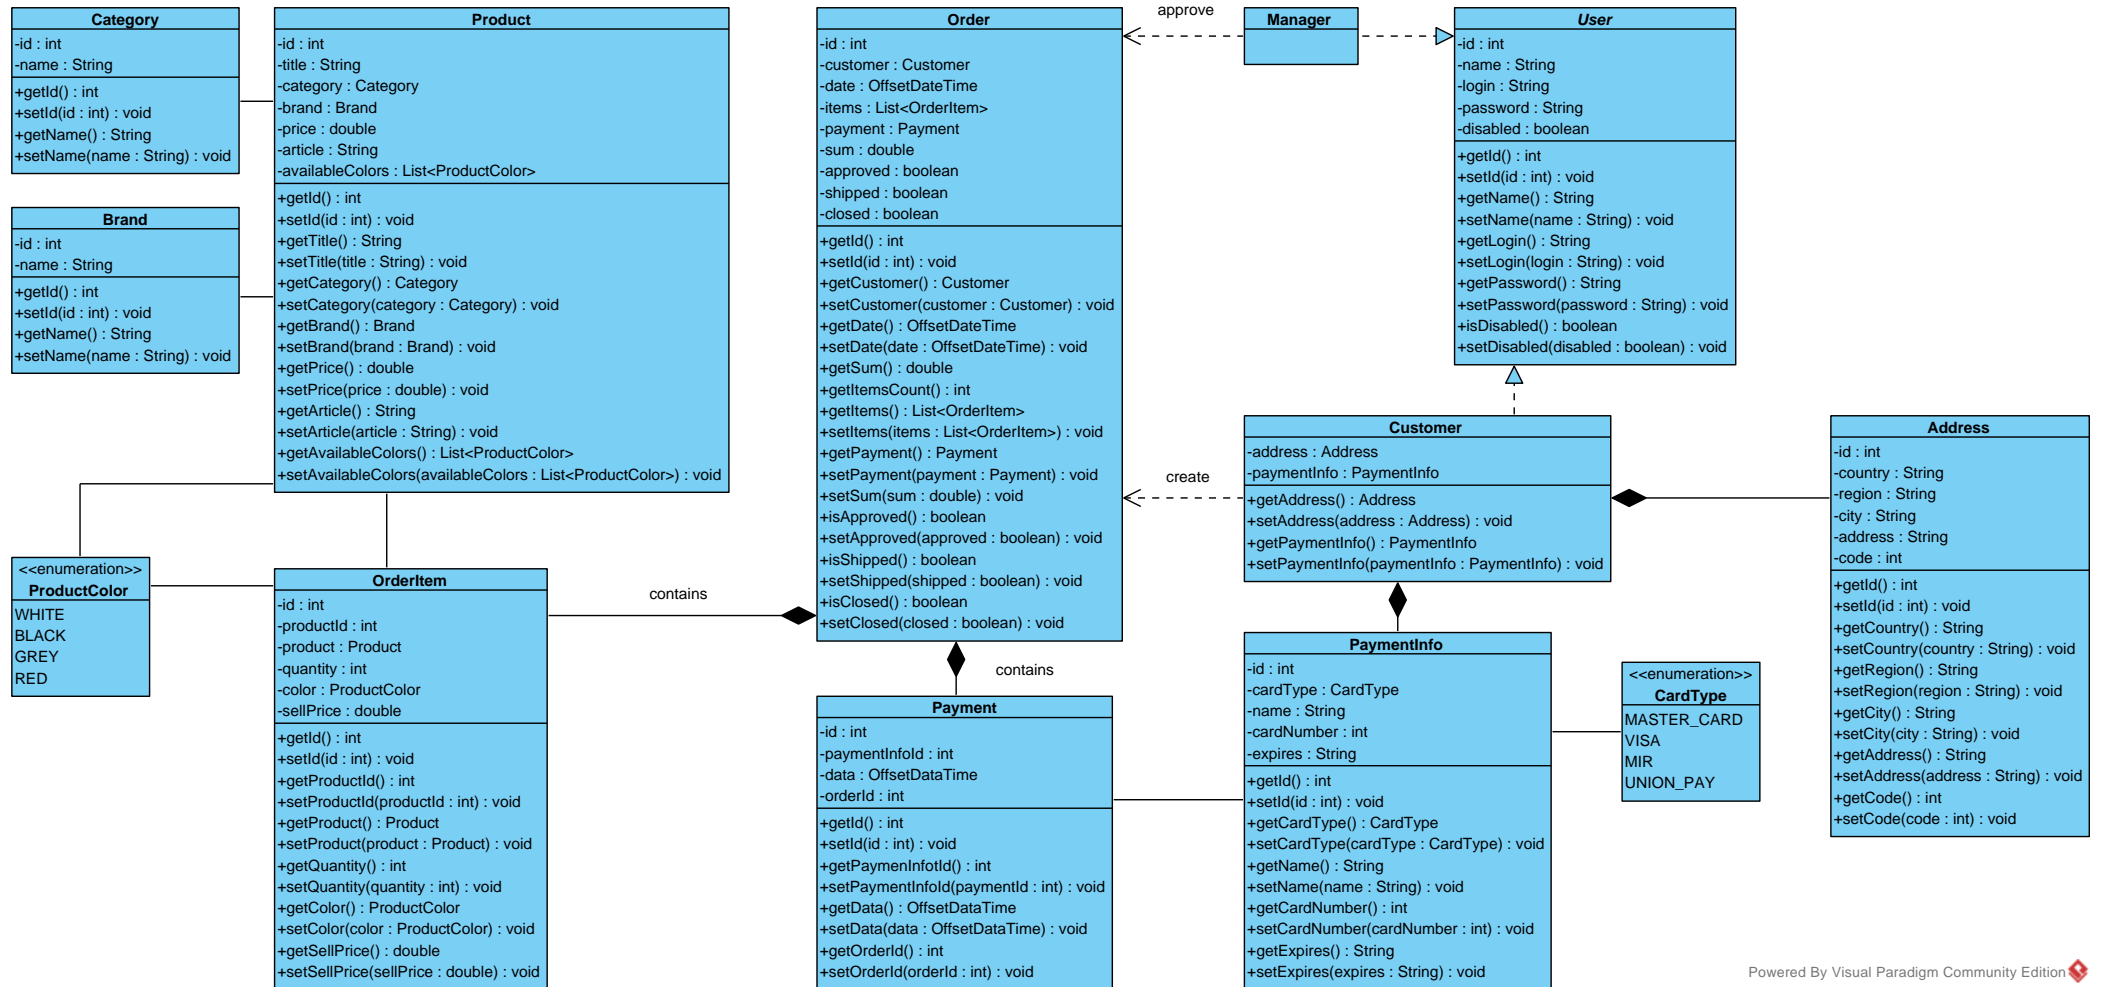 Category
-id : int
-name : String
+getId() : int
+setId(id : int) : void
+getName() : String
+setName(name : String) : void
Brand
-id : int
-name : String
+getId() : int
+setId(id : int) : void
+getName() : String
+setName(name : String) : void
Product
-id : int
-title : String
-category : Category
-brand : Brand
-price : double
-article : String
-availableColors : List<ProductColor>
+getId() : int
+setId(id : int) : void
+getTitle() : String
+setTitle(title : String) : void
+getCategory() : Category
+setCategory(category : Category) : void
+getBrand() : Brand
+setBrand(brand : Brand) : void
+getPrice() : double
+setPrice(price : double) : void
+getArticle() : String
+setArticle(article : String) : void
+getAvailableColors() : List<ProductColor>
+setAvailableColors(availableColors : List<ProductColor>) : void
<<enumeration>>
ProductColor
WHITE
BLACK
GREY
RED
OrderItem
-id : int
-productId : int
-product : Product
-quantity : int
-color : ProductColor
-sellPrice : double
+getId() : int
+setId(id : int) : void
+getProductId() : int
+setProductId(productId : int) : void
+getProduct() : Product
+setProduct(product : Product) : void
+getQuantity() : int
+setQuantity(quantity : int) : void
+getColor() : ProductColor
+setColor(color : ProductColor) : void
+getSellPrice() : double
+setSellPrice(sellPrice : double) : void
contains
Order
-id : int
-customer : Customer
-date : OffsetDateTime
-items : List<OrderItem>
-payment : Payment
-sum : double
-approved : boolean
-shipped : boolean
-closed : boolean
+getId() : int
+setId(id : int) : void
+getCustomer() : Customer
+setCustomer(customer : Customer) : void
+getDate() : OffsetDateTime
+setDate(date : OffsetDateTime) : void
+getSum() : double
+getItemsCount() : int
+getItems() : List<OrderItem>
+setItems(items : List<OrderItem>) : void
+getPayment() : Payment
+setPayment(payment : Payment) : void
+setSum(sum : double) : void
+isApproved() : boolean
+setApproved(approved : boolean) : void
+isShipped() : boolean
+setShipped(shipped : boolean) : void
+isClosed() : boolean
+setClosed(closed : boolean) : void
contains
Payment
-id : int
-paymentInfoId : int
-data : OffsetDataTime
-orderId : int
+getId() : int
+setId(id : int) : void
+getPaymenInfotId() : int
+setPaymentInfoId(paymentId : int) : void
+getData() : OffsetDataTime
+setData(data : OffsetDataTime) : void
+getOrderId() : int
+setOrderId(orderId : int) : void
approve
Manager
User
-id : int
-name : String
-login : String
-password : String
-disabled : boolean
+getId() : int
+setId(id : int) : void
+getName() : String
+setName(name : String) : void
+getLogin() : String
+setLogin(login : String) : void
+getPassword() : String
+setPassword(password : String) : void
+isDisabled() : boolean
+setDisabled(disabled : boolean) : void
create
Customer
-address : Address
-paymentInfo : PaymentInfo
+getAddress() : Address
+setAddress(address : Address) : void
+getPaymentInfo() : PaymentInfo
+setPaymentInfo(paymentInfo : PaymentInfo) : void
PaymentInfo
-id : int
-cardType : CardType
-name : String
-cardNumber : int
-expires : String
+getId() : int
+setId(id : int) : void
+getCardType() : CardType
+setCardType(cardType : CardType) : void
+getName() : String
+setName(name : String) : void
+getCardNumber() : int
+setCardNumber(cardNumber : int) : void
+getExpires() : String
+setExpires(expires : String) : void
<<enumeration>>
CardType
MASTER_CARD
VISA
MIR
UNION_PAY
Address
-id : int
-country : String
-region : String
-city : String
-address : String
-code : int
+getId() : int
+setId(id : int) : void
+getCountry() : String
+setCountry(country : String) : void
+getRegion() : String
+setRegion(region : String) : void
+getCity() : String
+setCity(city : String) : void
+getAddress() : String
+setAddress(address : String) : void
+getCode() : int
+setCode(code : int) : void
Powered By Visual Paradigm Community Edition